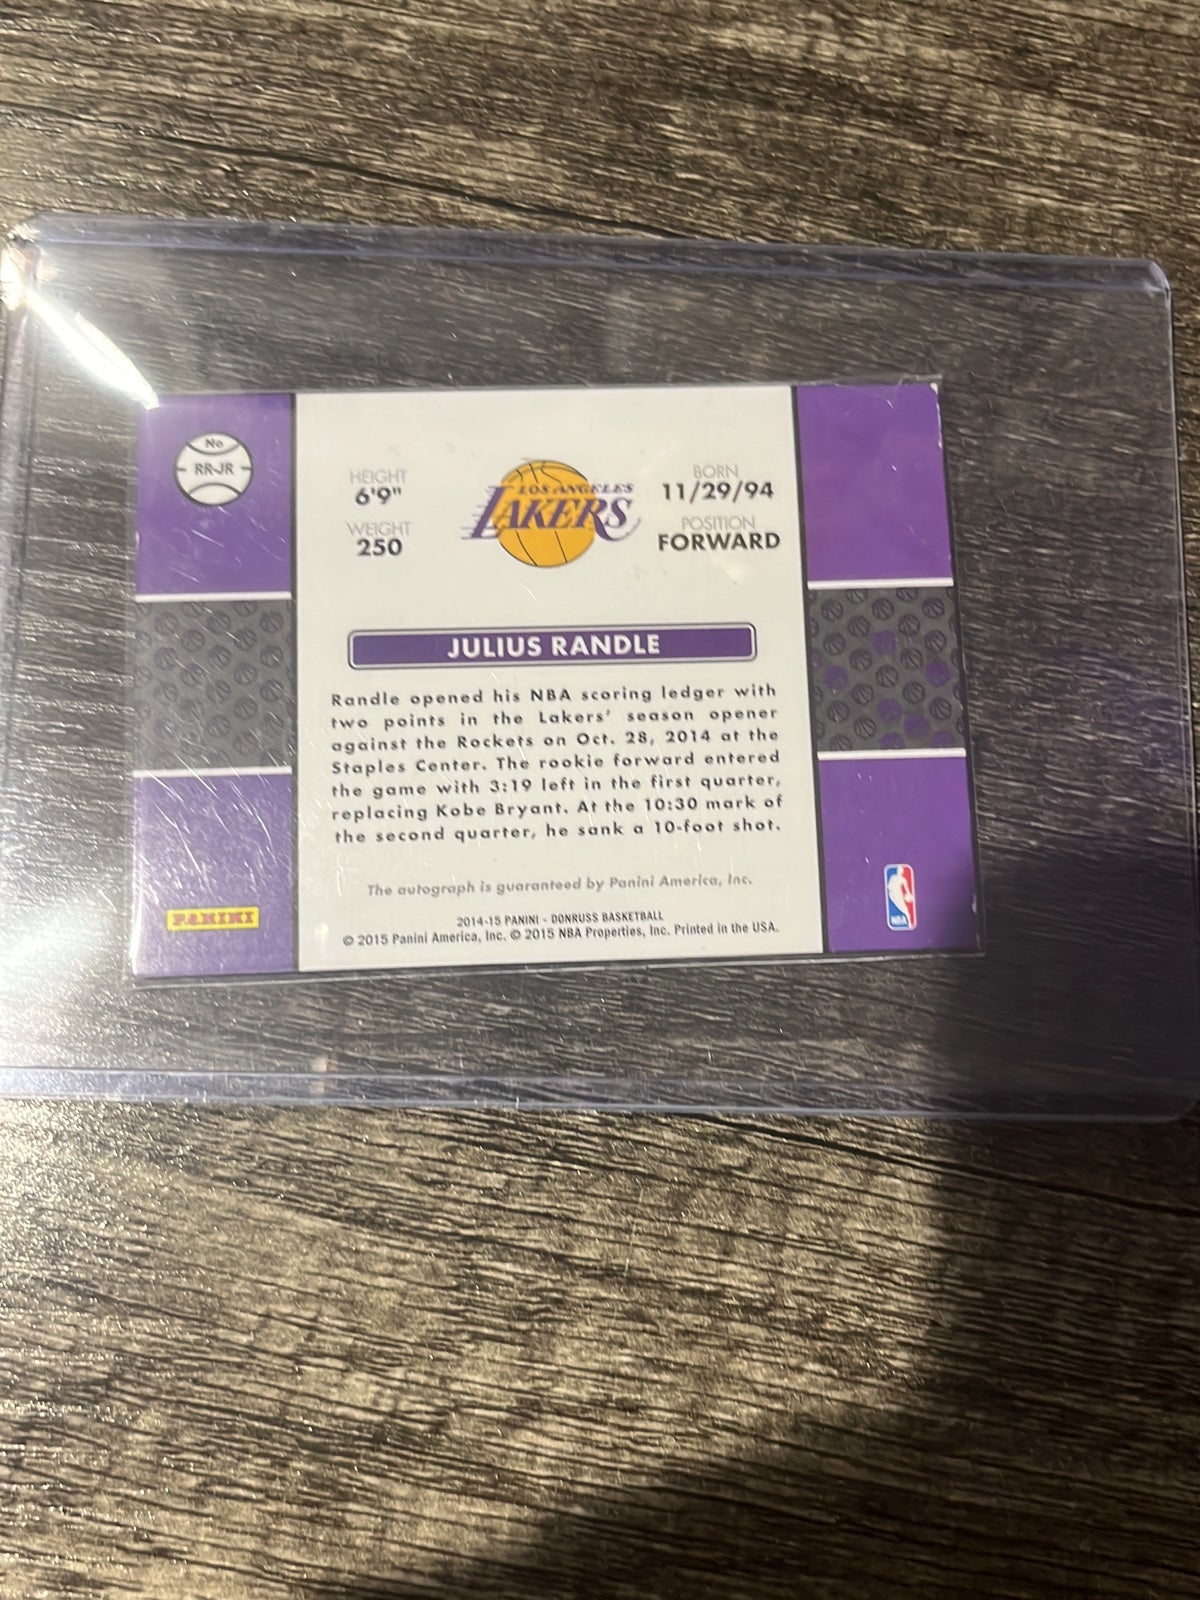 No
RR-JR
HEIGHT
6'9"
WEIGHT
250
LOS ANGELES
LAKERS
BORN
11/29/94
POSITION
FORWARD
JULIUS RANDLE
Randle opened his NBA scoring ledger with
two points in the Lakers' season opener
against the Rockets on Oct. 28, 2014 at the
Staples Center. The rookie forward entered
the game with 3:19 left in the first quarter,
replacing Kobe Bryant. At the 10:30 mark of
the second quarter, he sank a 10-foot shot.
The autograph is guaranteed by Panini America, Inc.
PANINI
NBA
2014-15 PANINI - DONRUSS BASKETBALL
© 2015 Panini America, Inc. © 2015 NBA Properties, Inc. Printed in the USA.